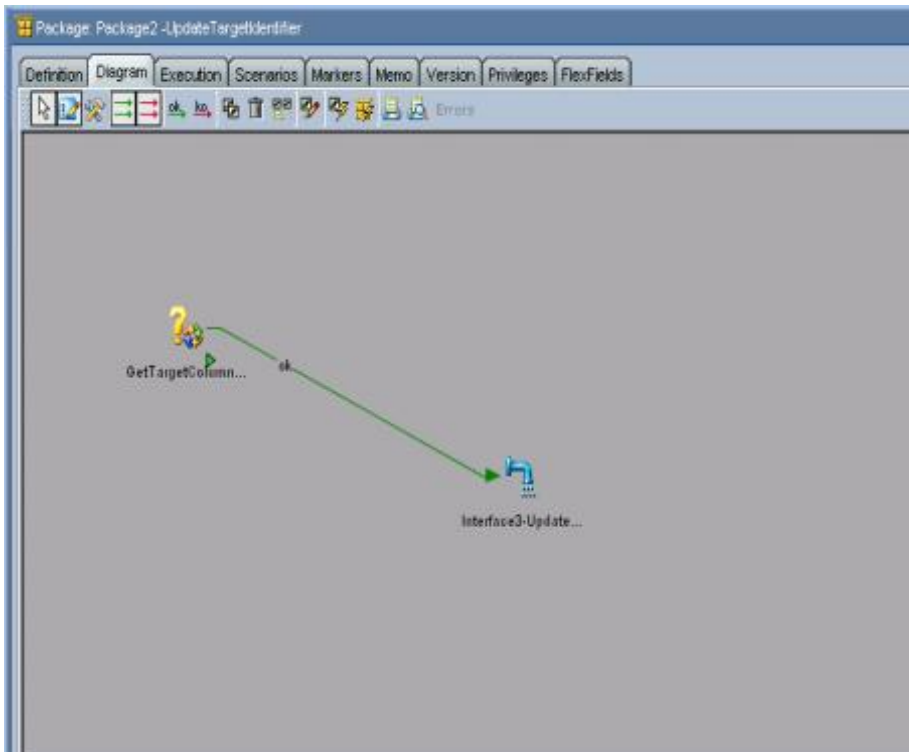 Package: Package2 -UpdateTargetIdentifier
Definition Diagram Execution Scenarios Markers Memo Version Privileges FlexFields
ok ko Errors
GetTargetColumn...
ok
Interface3-Update...